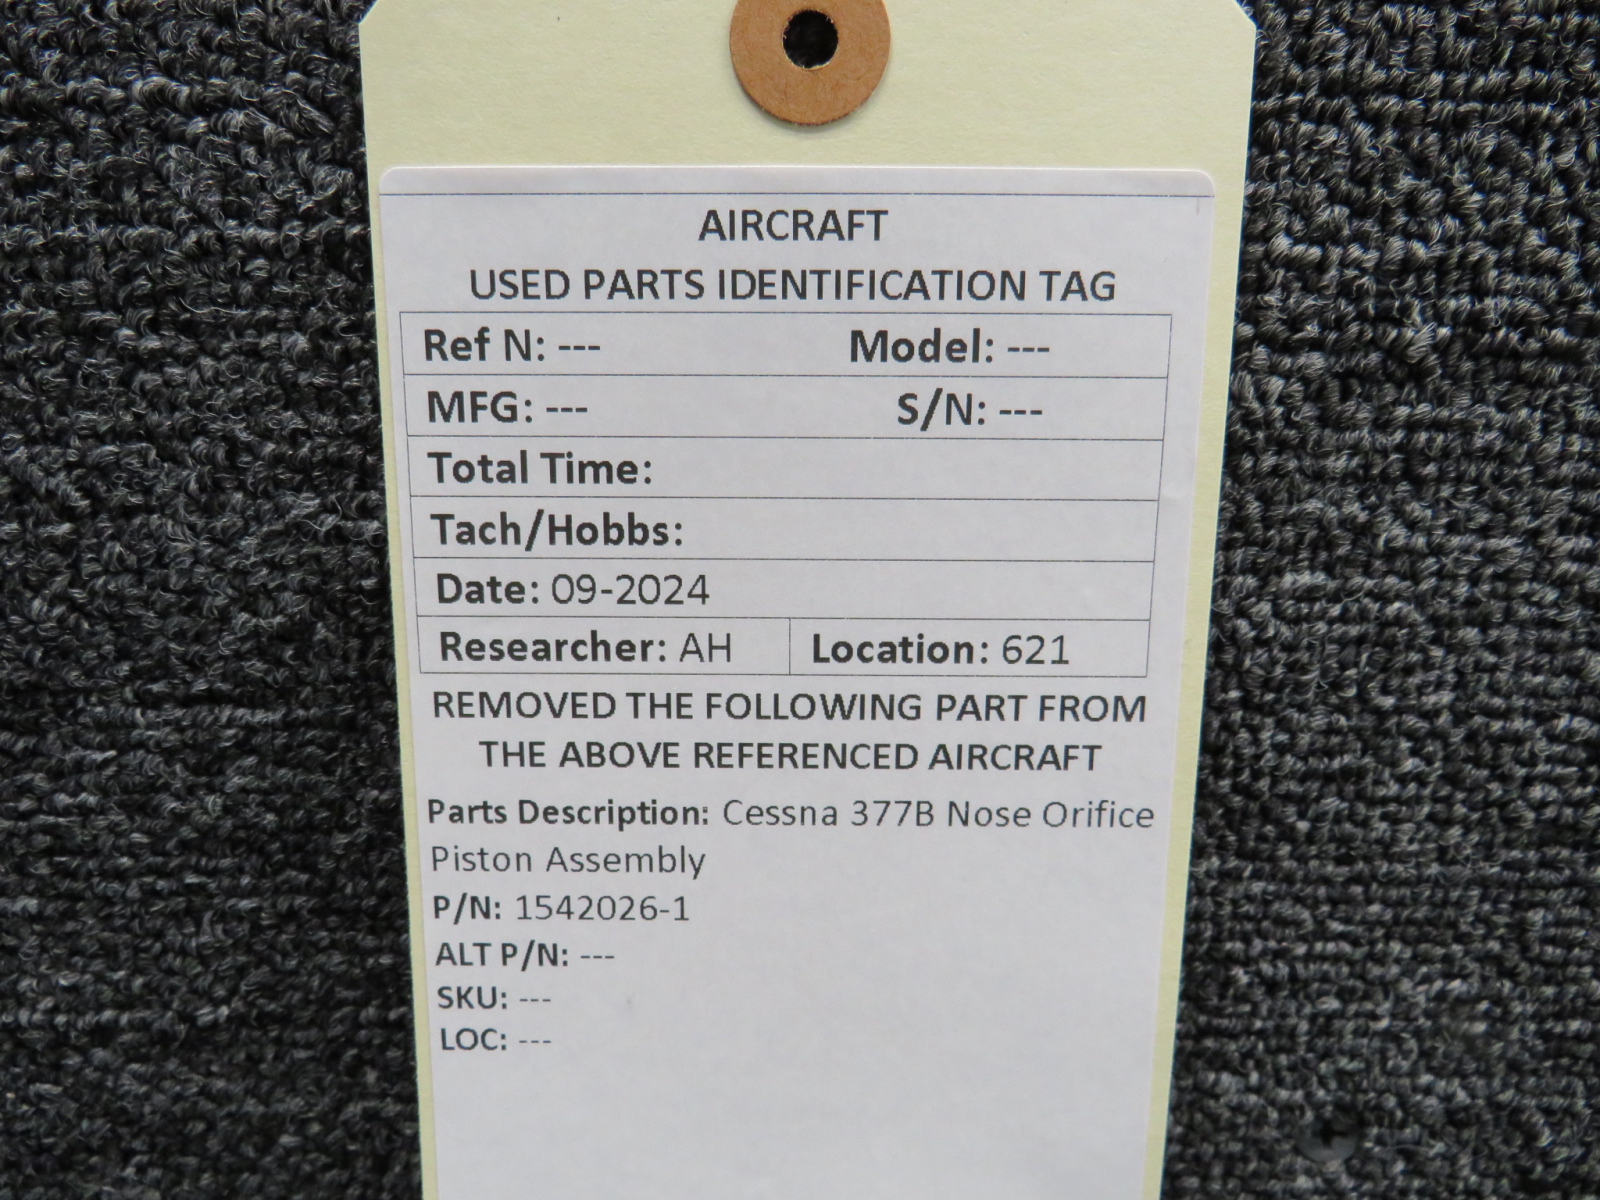 AIRCRAFT
USED PARTS IDENTIFICATION TAG
Ref N: --- Model: ---
MFG: --- S/N: ---
Total Time:
Tach/Hobbs:
Date: 09-2024
Researcher: AH Location: 621
REMOVED THE FOLLOWING PART FROM
THE ABOVE REFERENCED AIRCRAFT
Parts Description: Cessna 377B Nose Orifice
Piston Assembly
P/N: 1542026-1
ALT P/N: ---
SKU: ---
LOC: ---